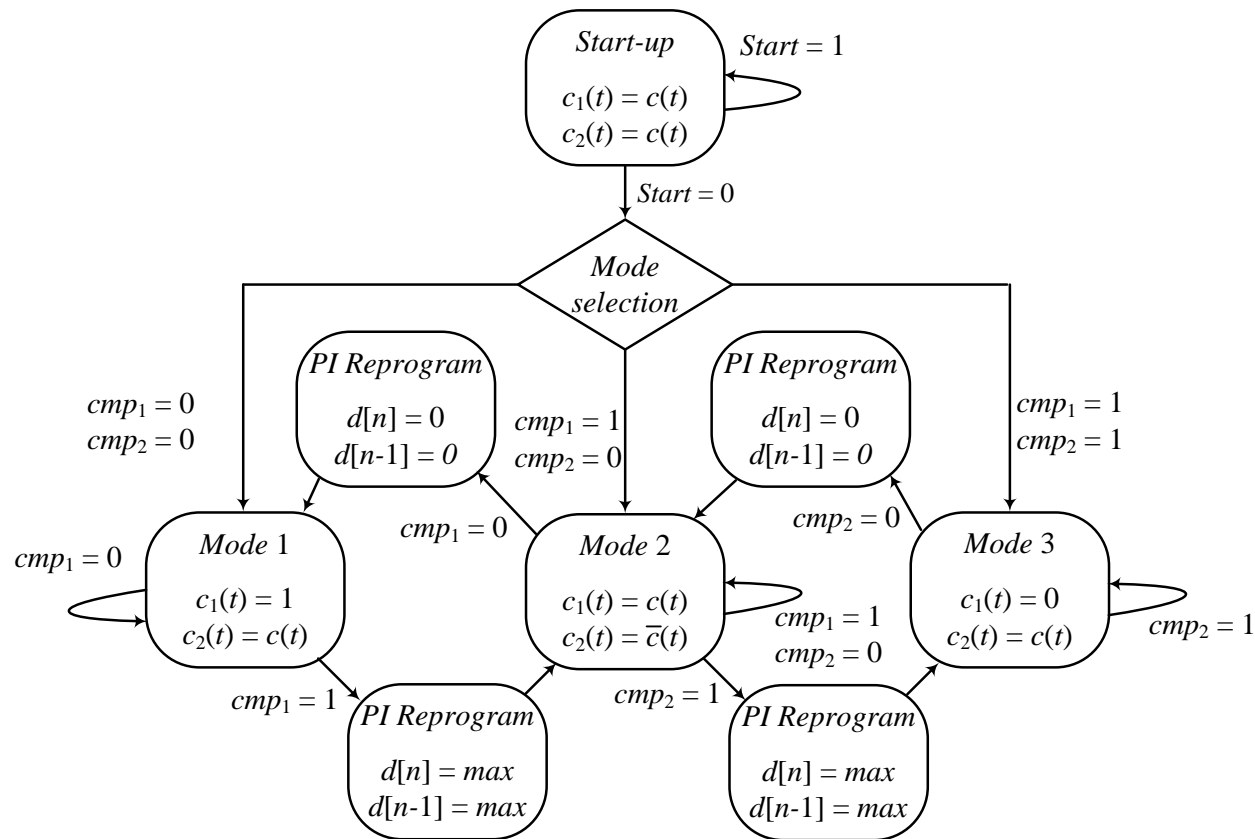 Start-up
c₁(t) = c(t)
c₂(t) = c(t)
Start = 1
Start = 0
Mode
selection
cmp₁ = 0
cmp₂ = 0
PI Reprogram
d[n] = 0
d[n-1] = 0
cmp₁ = 1
cmp₂ = 0
PI Reprogram
d[n] = 0
d[n-1] = 0
cmp₁ = 1
cmp₂ = 1
cmp₁ = 0
cmp₂ = 0
cmp₁ = 0
Mode 1
c₁(t) = 1
c₂(t) = c(t)
Mode 2
c₁(t) = c(t)
c₂(t) = c̅(t)
cmp₁ = 1
cmp₂ = 0
Mode 3
c₁(t) = 0
c₂(t) = c(t)
cmp₂ = 1
cmp₁ = 1
PI Reprogram
d[n] = max
d[n-1] = max
cmp₂ = 1
PI Reprogram
d[n] = max
d[n-1] = max